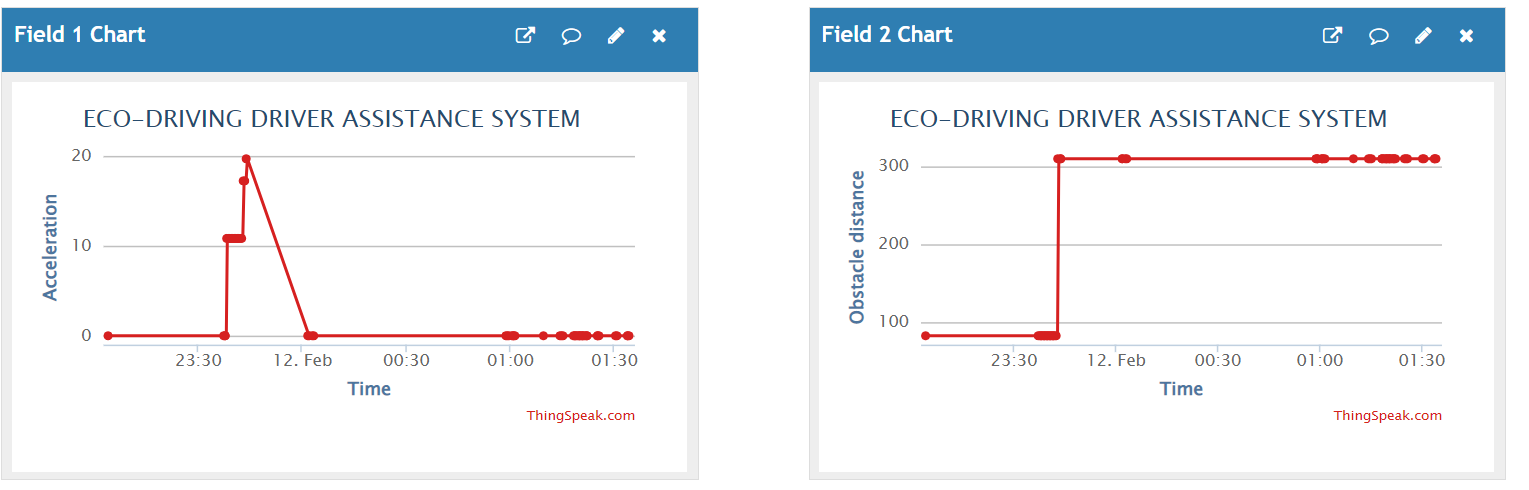 Field 1 Chart
ECO-DRIVING DRIVER ASSISTANCE SYSTEM
20
10
0
Acceleration
23:30 12. Feb 00:30 01:00 01:30
Time
ThingSpeak.com
Field 2 Chart
ECO-DRIVING DRIVER ASSISTANCE SYSTEM
300
200
100
Obstacle distance
23:30 12. Feb 00:30 01:00 01:30
Time
ThingSpeak.com